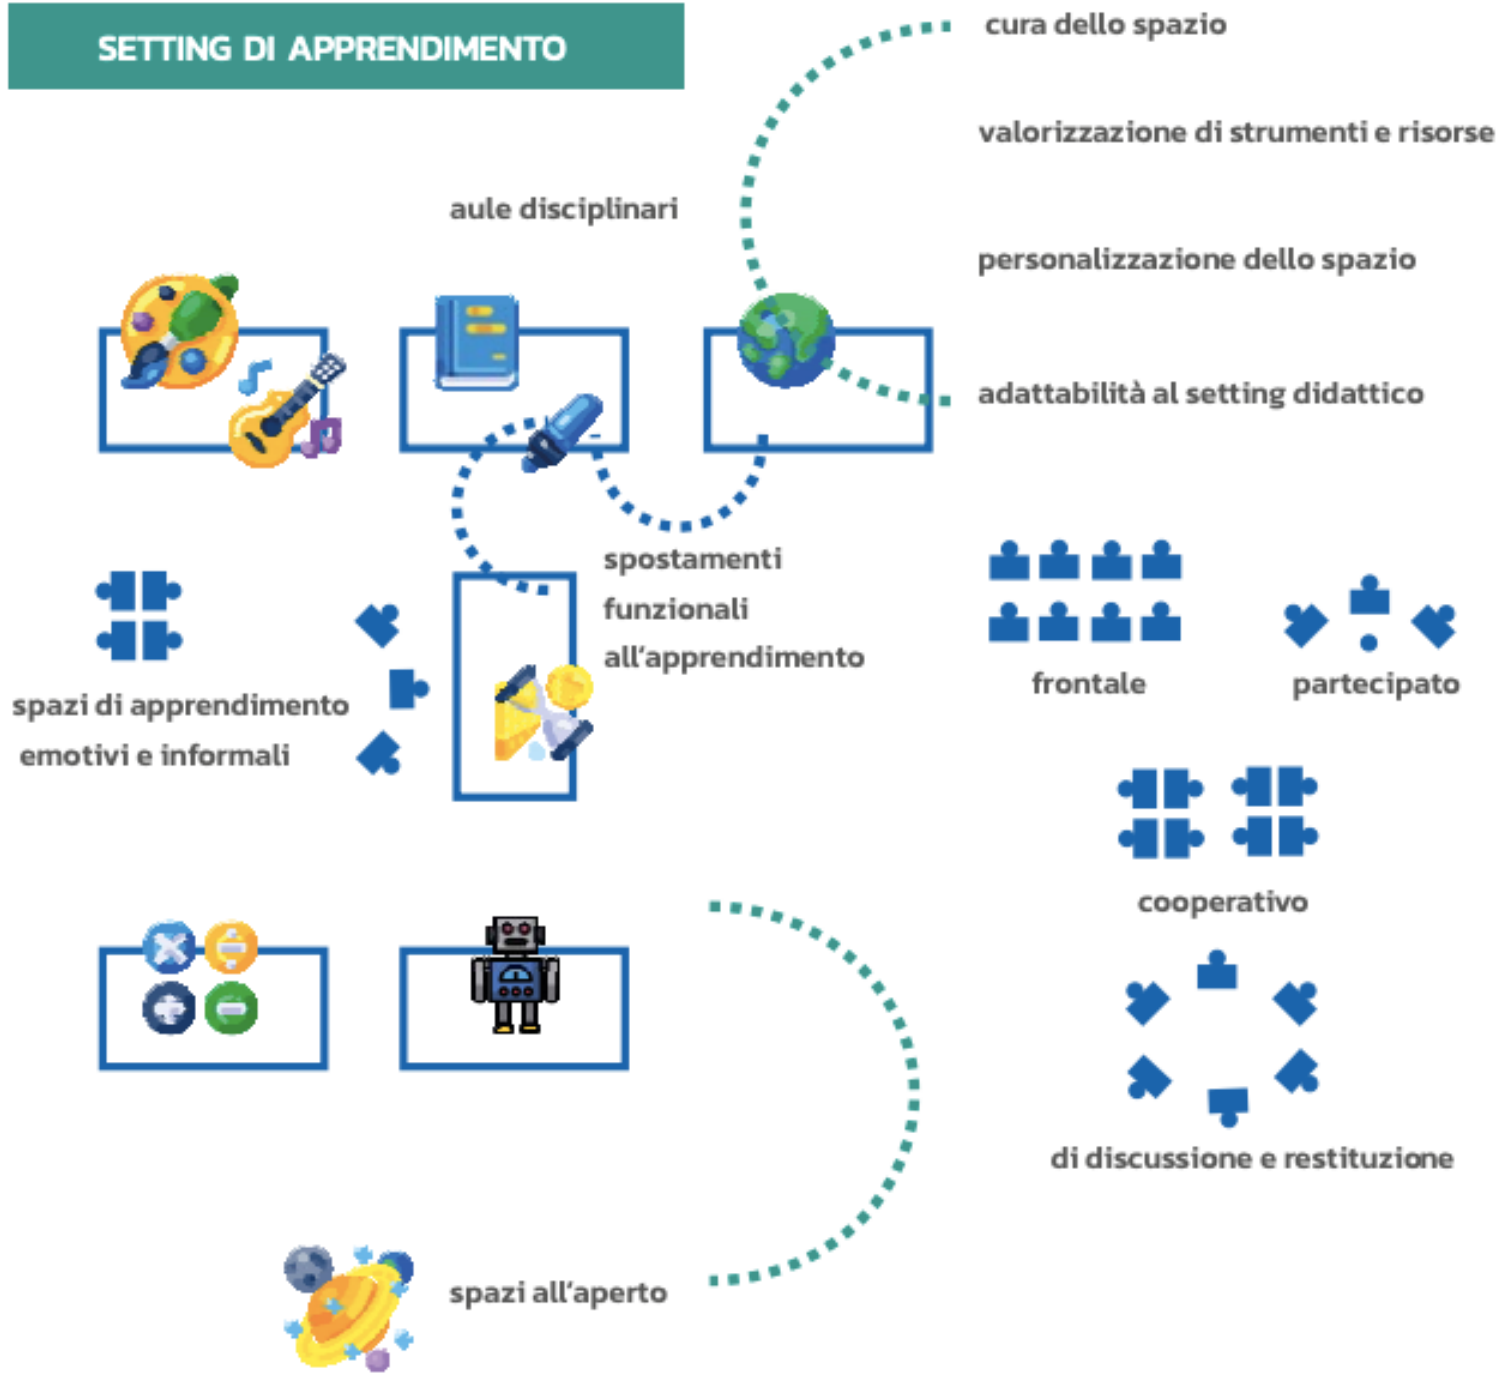 SETTING DI APPRENDIMENTO
cura dello spazio
valorizzazione di strumenti e risorse
aule disciplinari
personalizzazione dello spazio
adattabilità al setting didattico
spostamenti
funzionali
all'apprendimento
spazi di apprendimento
emotivi e informali
frontale
partecipato
cooperativo
di discussione e restituzione
spazi all'aperto